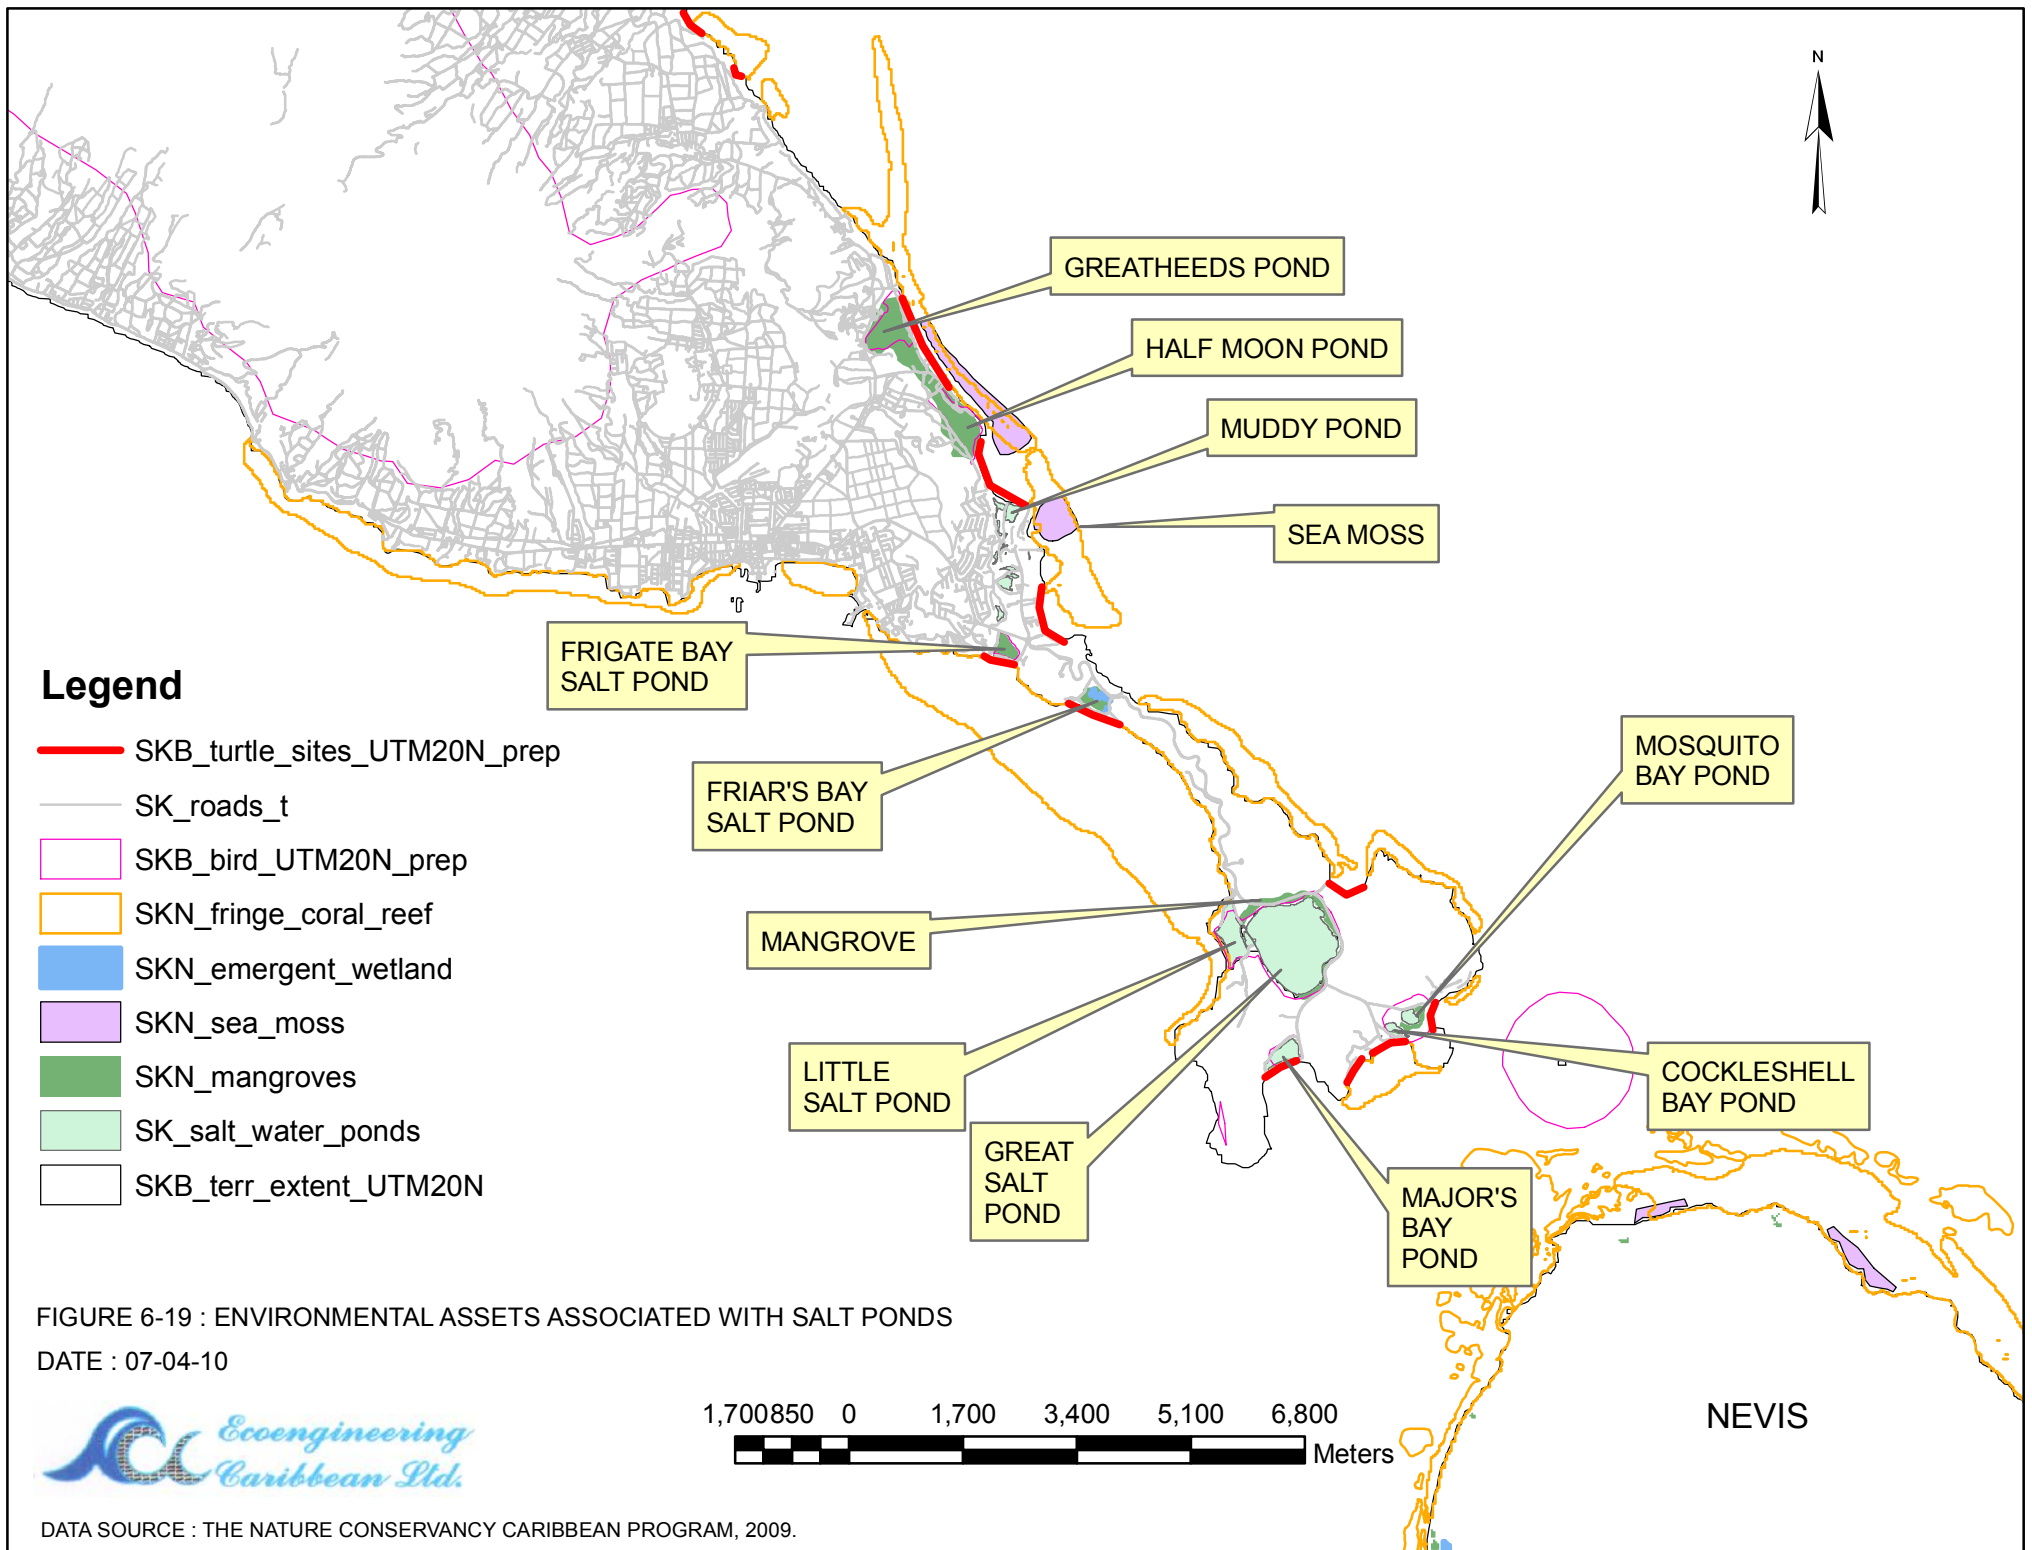 N
GREATHEEDS POND
HALF MOON POND
MUDDY POND
SEA MOSS
FRIGATE BAY
SALT POND
FRIAR'S BAY
SALT POND
MOSQUITO
BAY POND
MANGROVE
LITTLE
SALT POND
GREAT
SALT
POND
COCKLESHELL
BAY POND
MAJOR'S
BAY
POND
NEVIS
Legend
SKB_turtle_sites_UTM20N_prep
SK_roads_t
SKB_bird_UTM20N_prep
SKN_fringe_coral_reef
SKN_emergent_wetland
SKN_sea_moss
SKN_mangroves
SK_salt_water_ponds
SKB_terr_extent_UTM20N
FIGURE 6-19 : ENVIRONMENTAL ASSETS ASSOCIATED WITH SALT PONDS
DATE : 07-04-10
Ecoengineering
Caribbean Ltd.
1,700 850 0 1,700 3,400 5,100 6,800
Meters
DATA SOURCE : THE NATURE CONSERVANCY CARIBBEAN PROGRAM, 2009.